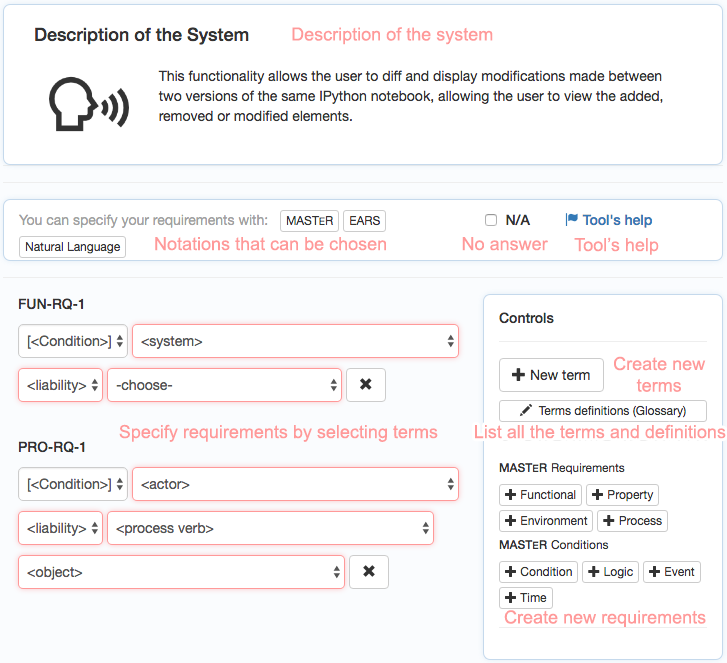 Description of the System
Description of the system
This functionality allows the user to diff and display modifications made between
two versions of the same IPython notebook, allowing the user to view the added,
removed or modified elements.
You can specify your requirements with: MASTER EARS
N/A
Tool's help
Natural Language
Notations that can be chosen
No answer
Tool's help
FUN-RQ-1
[<Condition>] <system>
<liability> -choose-
Specify requirements by selecting terms
PRO-RQ-1
[<Condition>] <actor>
<liability> <process verb>
<object>
Controls
New term
Create new
terms
Terms definitions (Glossary)
List all the terms and definitions
MASTER Requirements
Functional Property
Environment Process
MASTER Conditions
Condition Logic Event
Time
Create new requirements